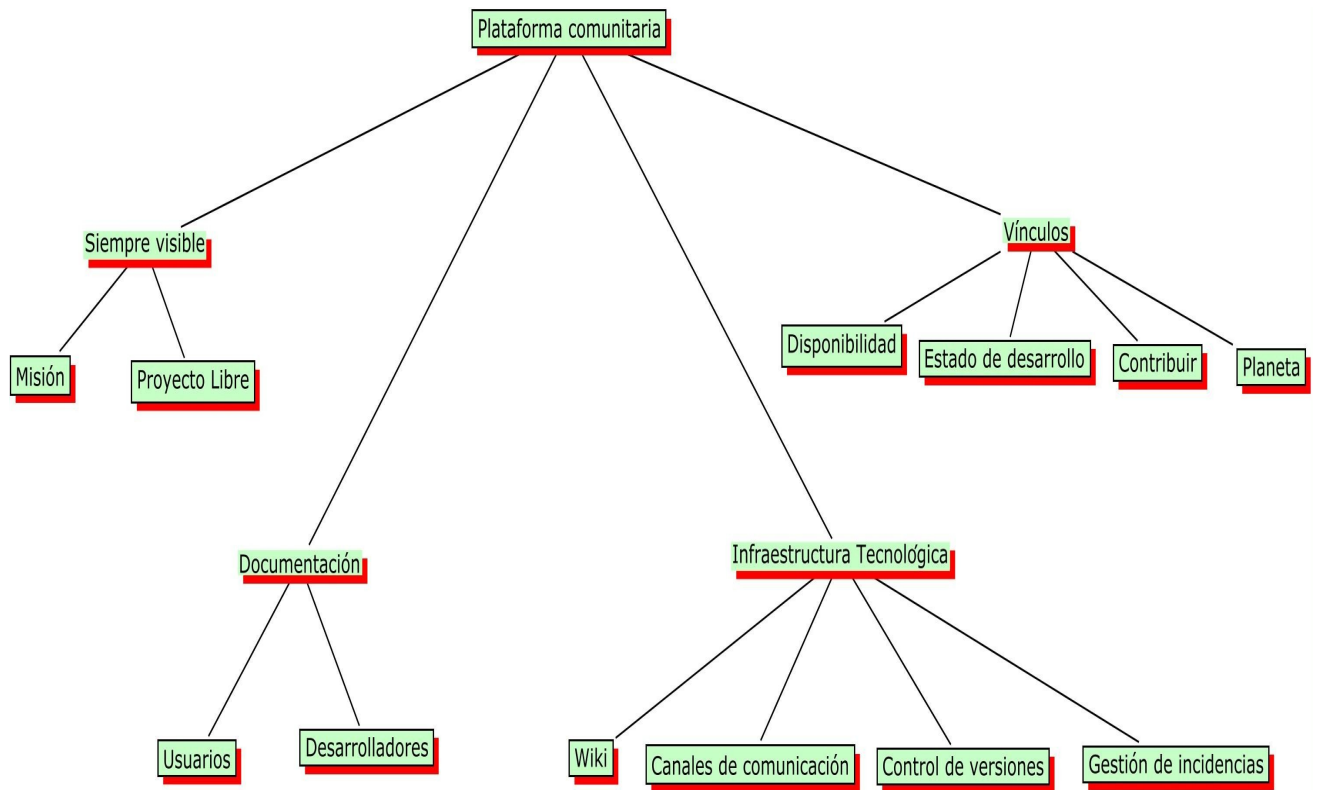 Plataforma comunitaria
Siempre visible
Vínculos
Misión
Proyecto Libre
Disponibilidad
Estado de desarrollo
Contribuir
Planeta
Documentación
Infraestructura Tecnológica
Usuarios
Desarrolladores
Wiki
Canales de comunicación
Control de versiones
Gestión de incidencias